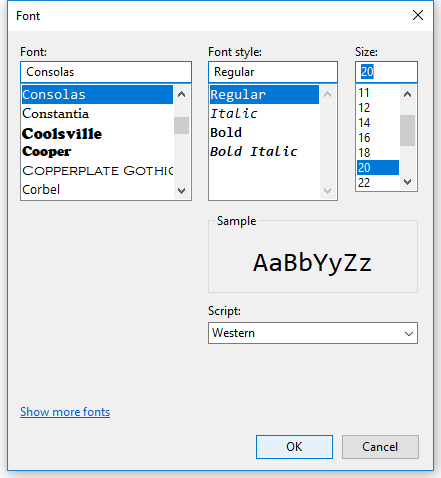 Font
Font:
Consolas
Consolas
Constantia
Coolsville
Cooper
Copperplate Gothic
Corbel
Font style:
Regular
Regular
Italic
Bold
Bold Italic
Size:
20
11
12
14
16
18
20
22
Sample
AaBbYyZz
Script:
Western
Show more fonts
OK
Cancel